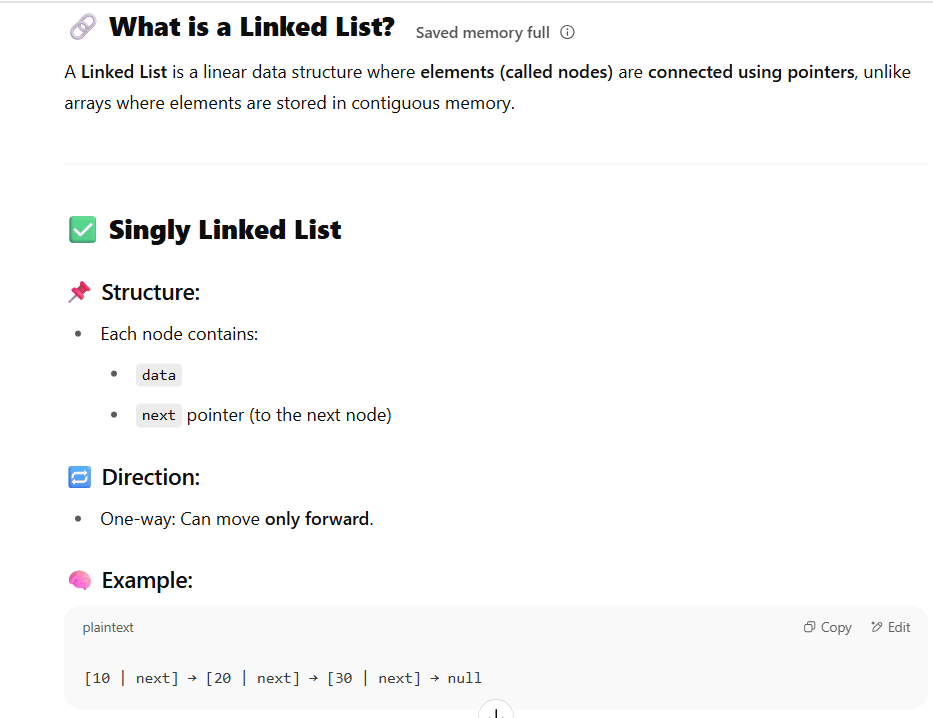 What is a Linked List? Saved memory full
A Linked List is a linear data structure where elements (called nodes) are connected using pointers, unlike
arrays where elements are stored in contiguous memory.
Singly Linked List
Structure:
• Each node contains:
• data
• next pointer (to the next node)
Direction:
• One-way: Can move only forward.
Example:
plaintext Copy Edit
[10 | next] → [20 | next] → [30 | next] → null